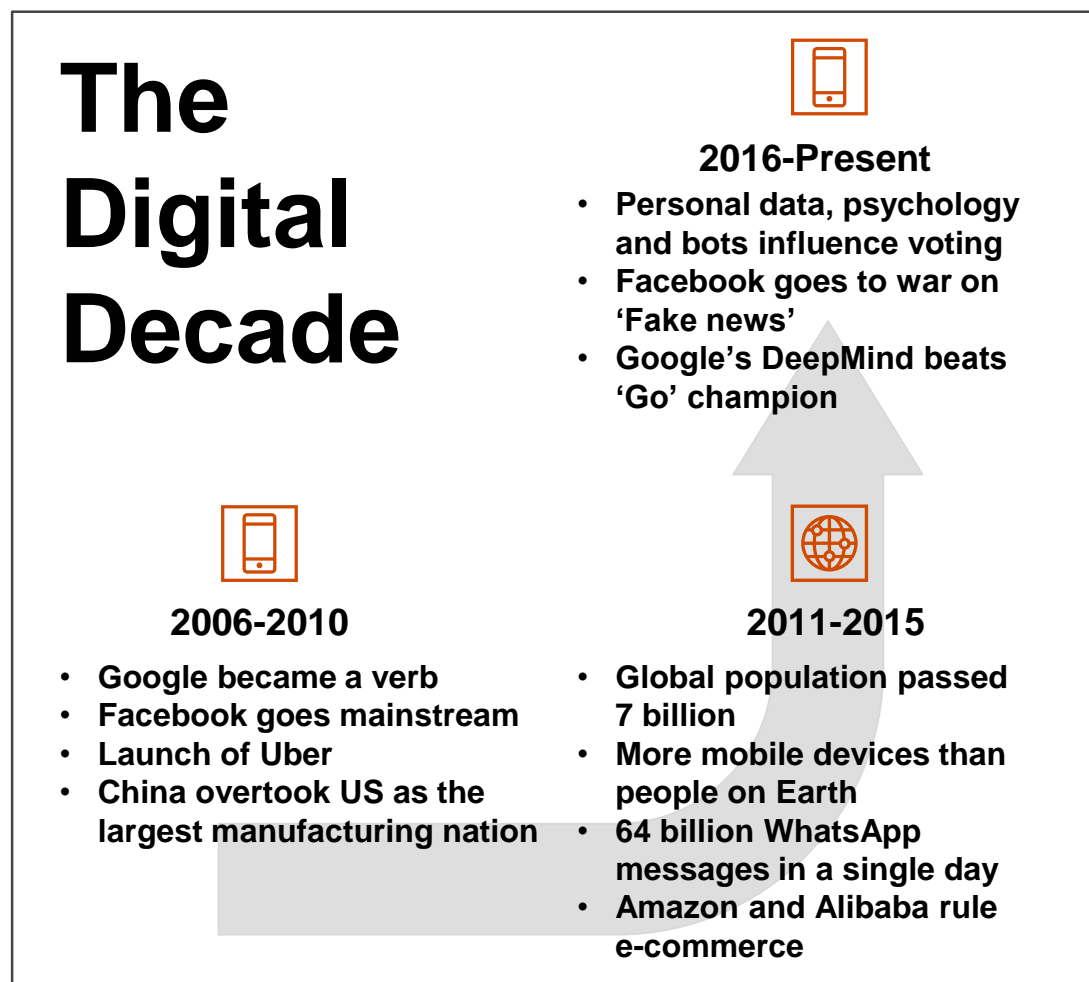 The
Digital
Decade
2006-2010
• Google became a verb
• Facebook goes mainstream
• Launch of Uber
• China overtook US as the
largest manufacturing nation
2011-2015
• Global population passed
7 billion
• More mobile devices than
people on Earth
• 64 billion WhatsApp
messages in a single day
• Amazon and Alibaba rule
e-commerce
2016-Present
• Personal data, psychology
and bots influence voting
• Facebook goes to war on
‘Fake news’
• Google’s DeepMind beats
‘Go’ champion